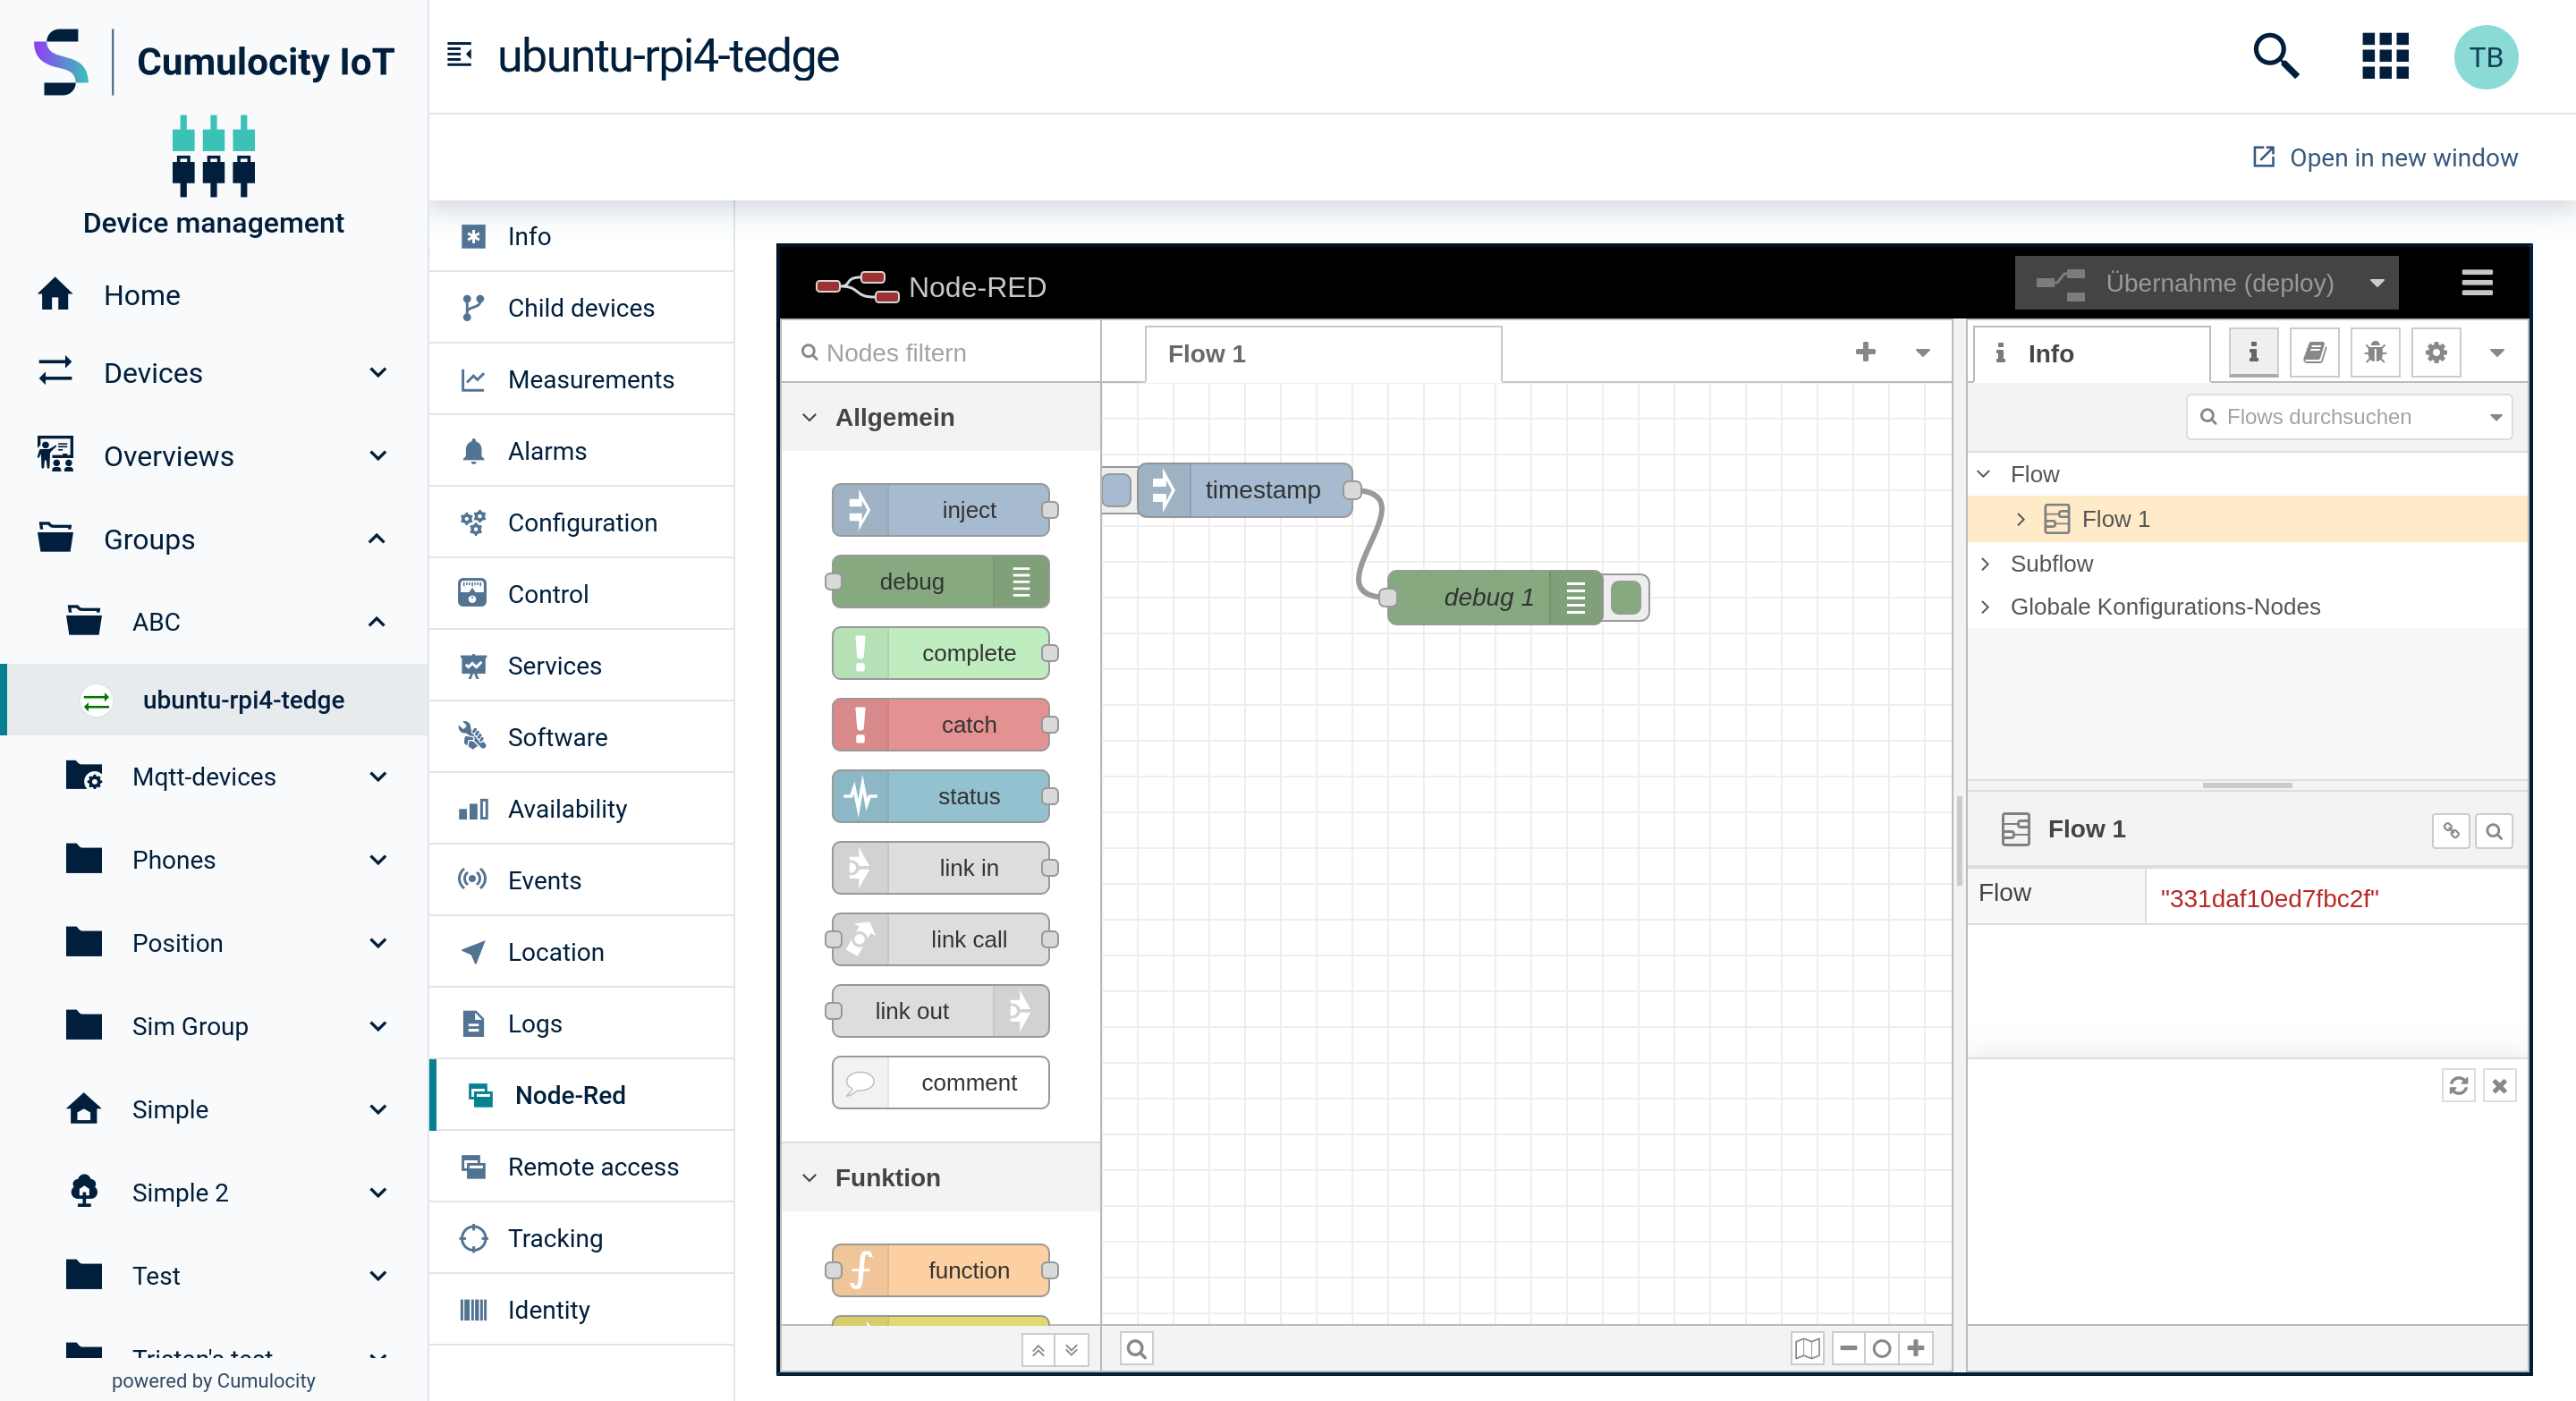 Cumulocity IoT
Device management
Home
Devices
Overviews
Groups
ABC
ubuntu-rpi4-tedge
Mqtt-devices
Phones
Position
Sim Group
Simple
Simple 2
Test
Tristan's test
powered by Cumulocity
ubuntu-rpi4-tedge
TB
Open in new window
Info
Child devices
Measurements
Alarms
Configuration
Control
Services
Software
Availability
Events
Location
Logs
Node-Red
Remote access
Tracking
Identity
Node-RED
Übernahme (deploy)
Nodes filtern
Allgemein
inject
debug
complete
catch
status
link in
link call
link out
comment
Funktion
function
Flow 1
timestamp
debug 1
Info
Flows durchsuchen
Flow
Flow 1
Subflow
Globale Konfigurations-Nodes
Flow 1
Flow "331daf10ed7fbc2f"